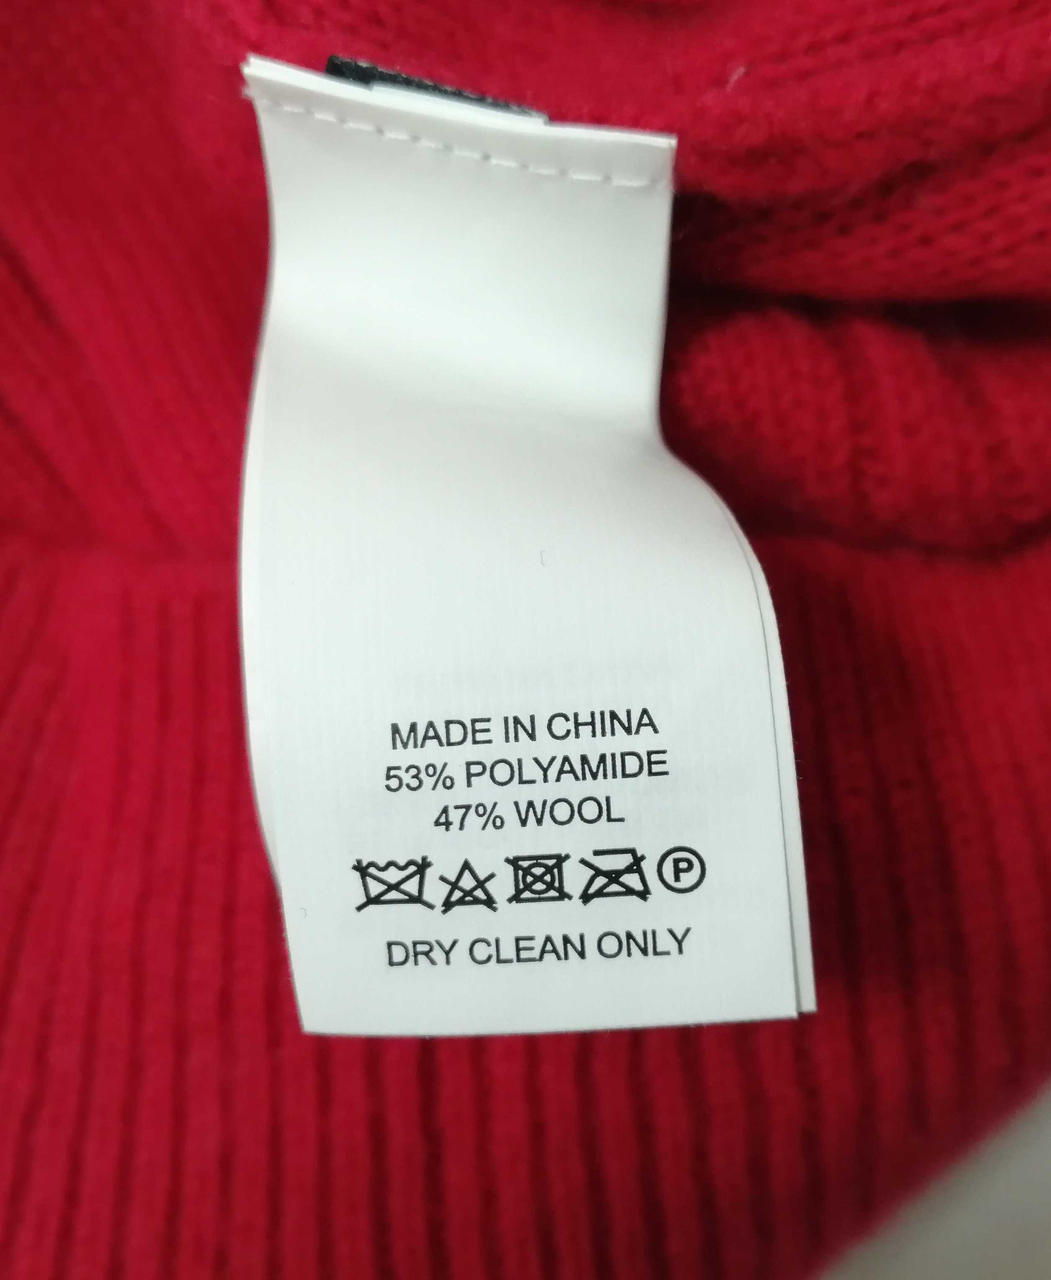 MADE IN CHINA
53% POLYAMIDE
47% WOOL
P
DRY CLEAN ONLY